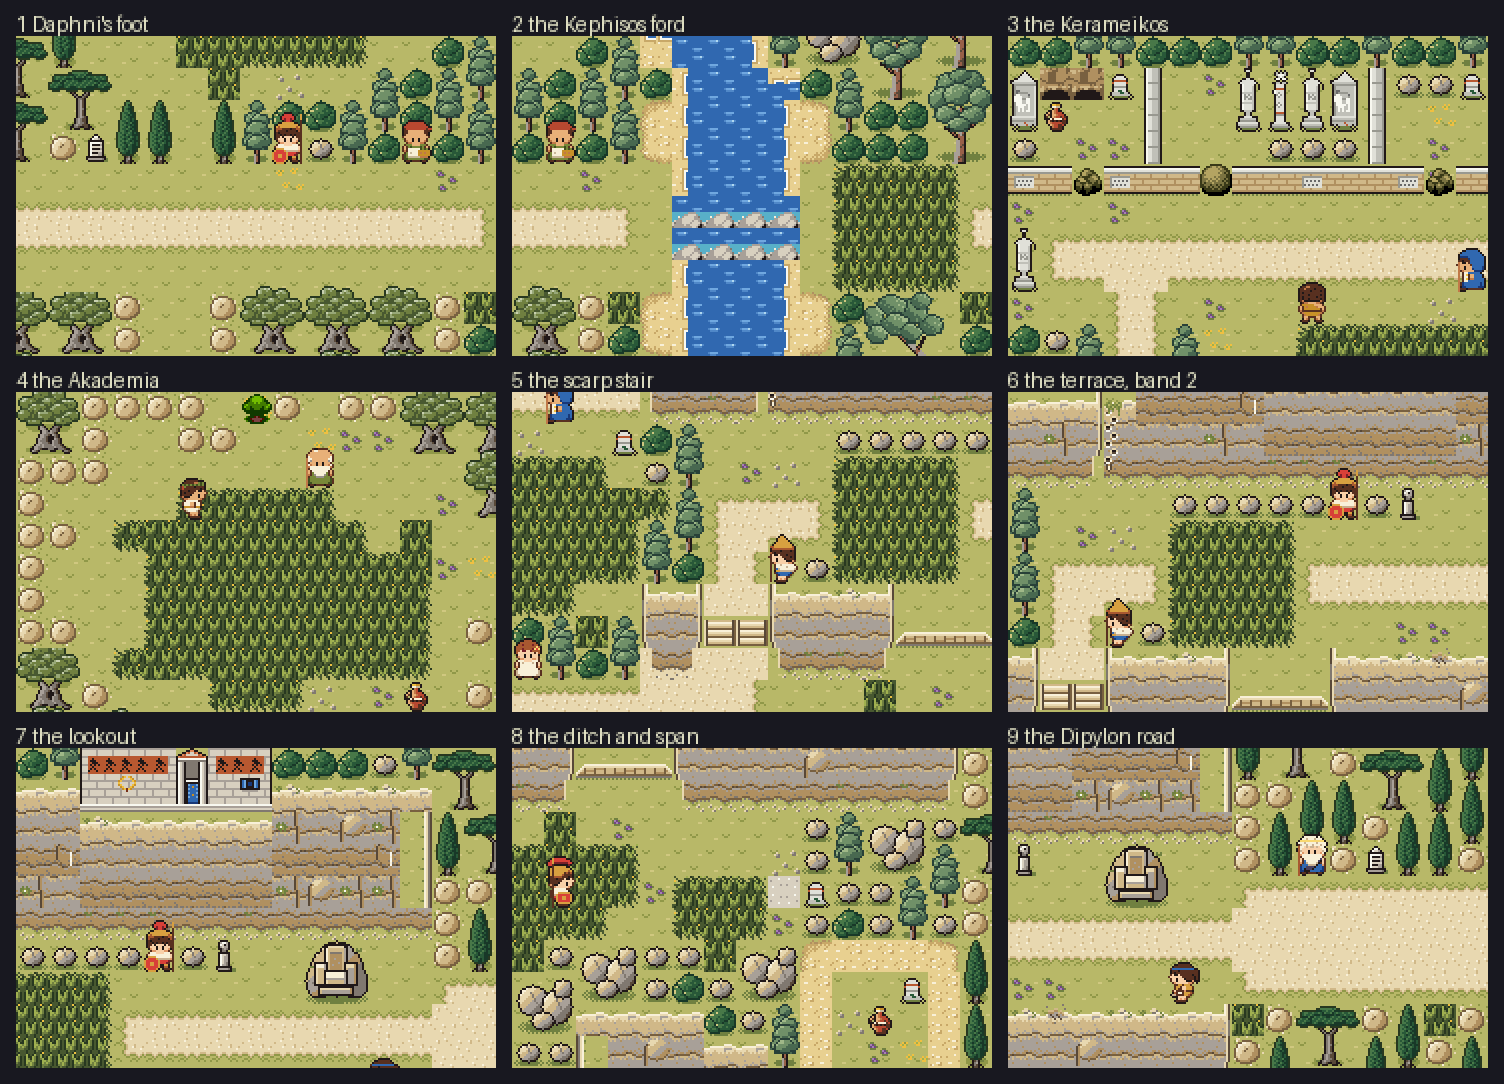 1 Daphni's foot
2 the Kephisos ford
3 the Kerameikos
4 the Akademia
5 the scarp stair
6 the terrace, band 2
7 the lookout
8 the ditch and span
9 the Dipylon road